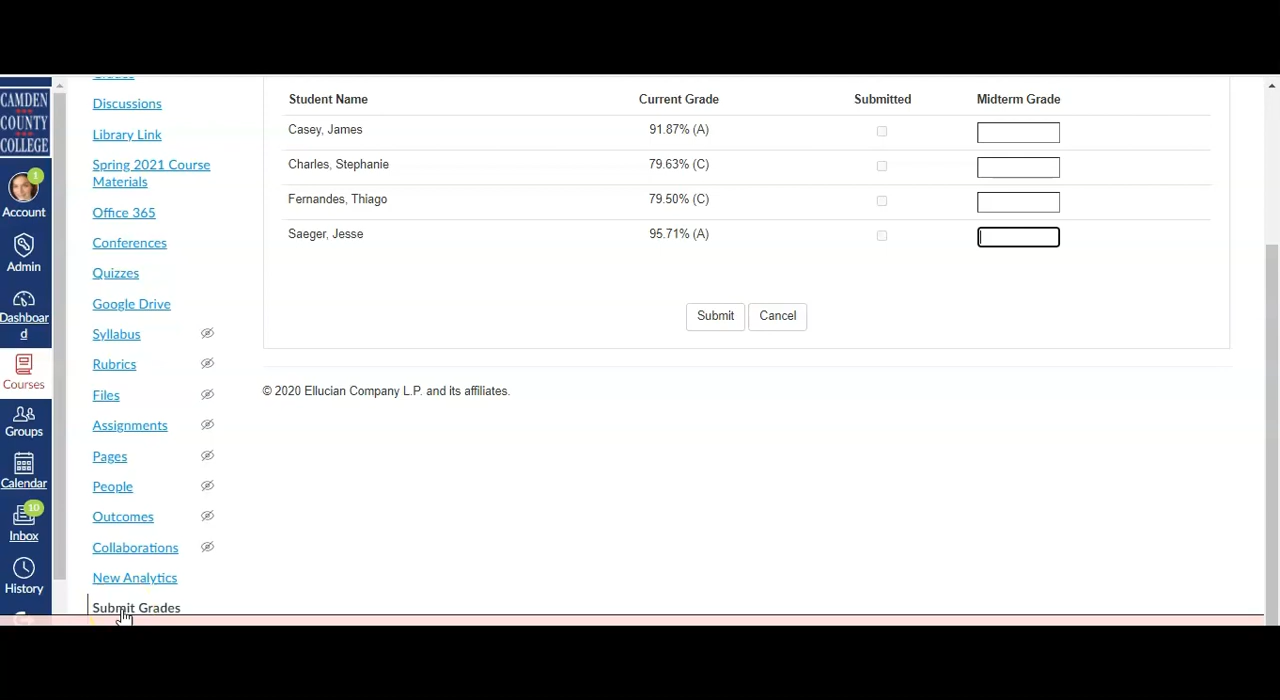 CAMDEN
COUNTY
COLLEGE
1
Account
Admin
Dashboar
d
Courses
Groups
Calendar
10
Inbox
History
Grades
Discussions
Library Link
Spring 2021 Course
Materials
Office 365
Conferences
Quizzes
Google Drive
Syllabus
Rubrics
Files
Assignments
Pages
People
Outcomes
Collaborations
New Analytics
Submit Grades
Student Name Current Grade Submitted Midterm Grade
Casey, James 91.87% (A)
Charles, Stephanie 79.63% (C)
Fernandes, Thiago 79.50% (C)
Saeger, Jesse 95.71% (A)
Submit Cancel
© 2020 Ellucian Company L.P. and its affiliates.